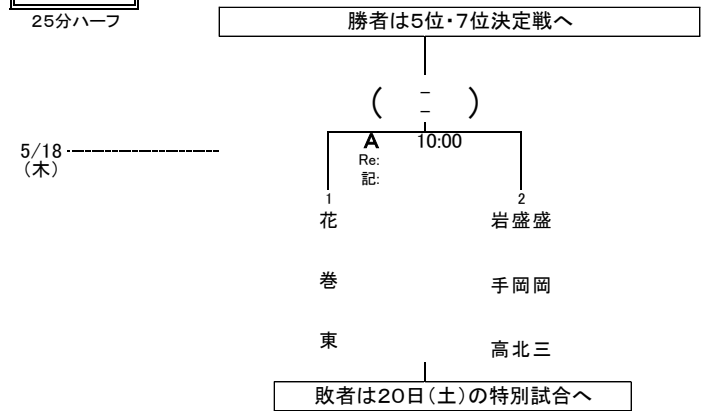 25分ハーフ
勝者は5位・7位決定戦へ
( - - )
A 10:00
Re:
記:
5/18
(木)
1 2
花 岩盛盛
巻 手岡岡
東 高北三
敗者は20日(土)の特別試合へ